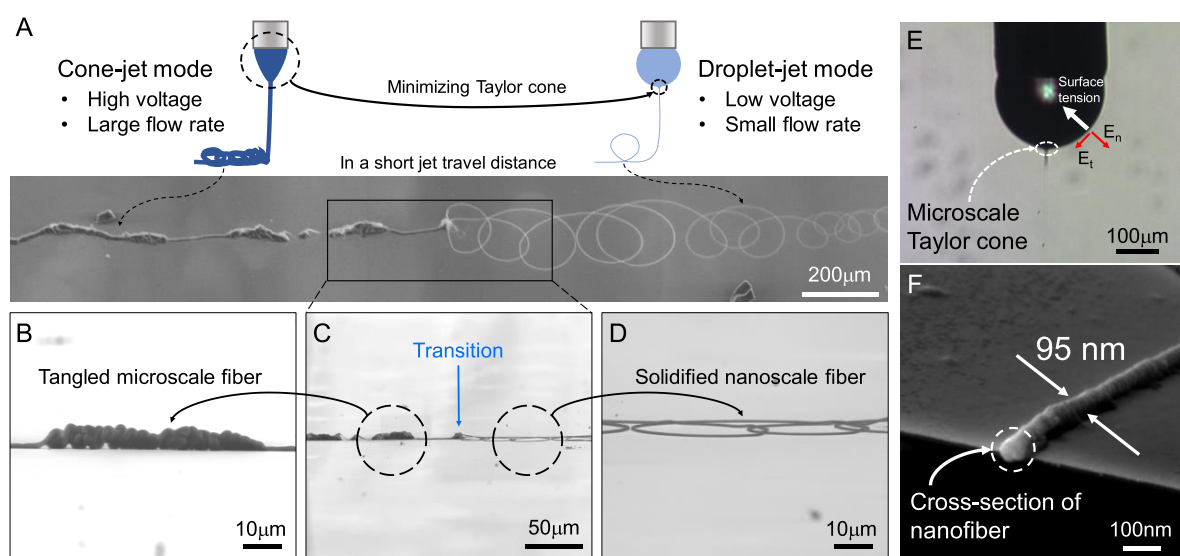 A
Cone-jet mode
• High voltage
• Large flow rate
Minimizing Taylor cone
Droplet-jet mode
• Low voltage
• Small flow rate
In a short jet travel distance
200μm
B
Tangled microscale fiber
10μm
C
Transition
50μm
D
Solidified nanoscale fiber
10μm
E
Surface
tension
En
Et
Microscale
Taylor cone
100μm
F
95 nm
Cross-section of
nanofiber
100nm